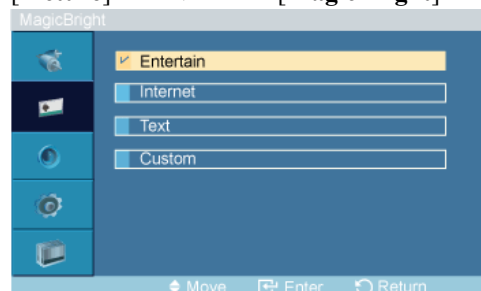 MagicBright
Entertain
Internet
Text
Custom
Move Enter Return